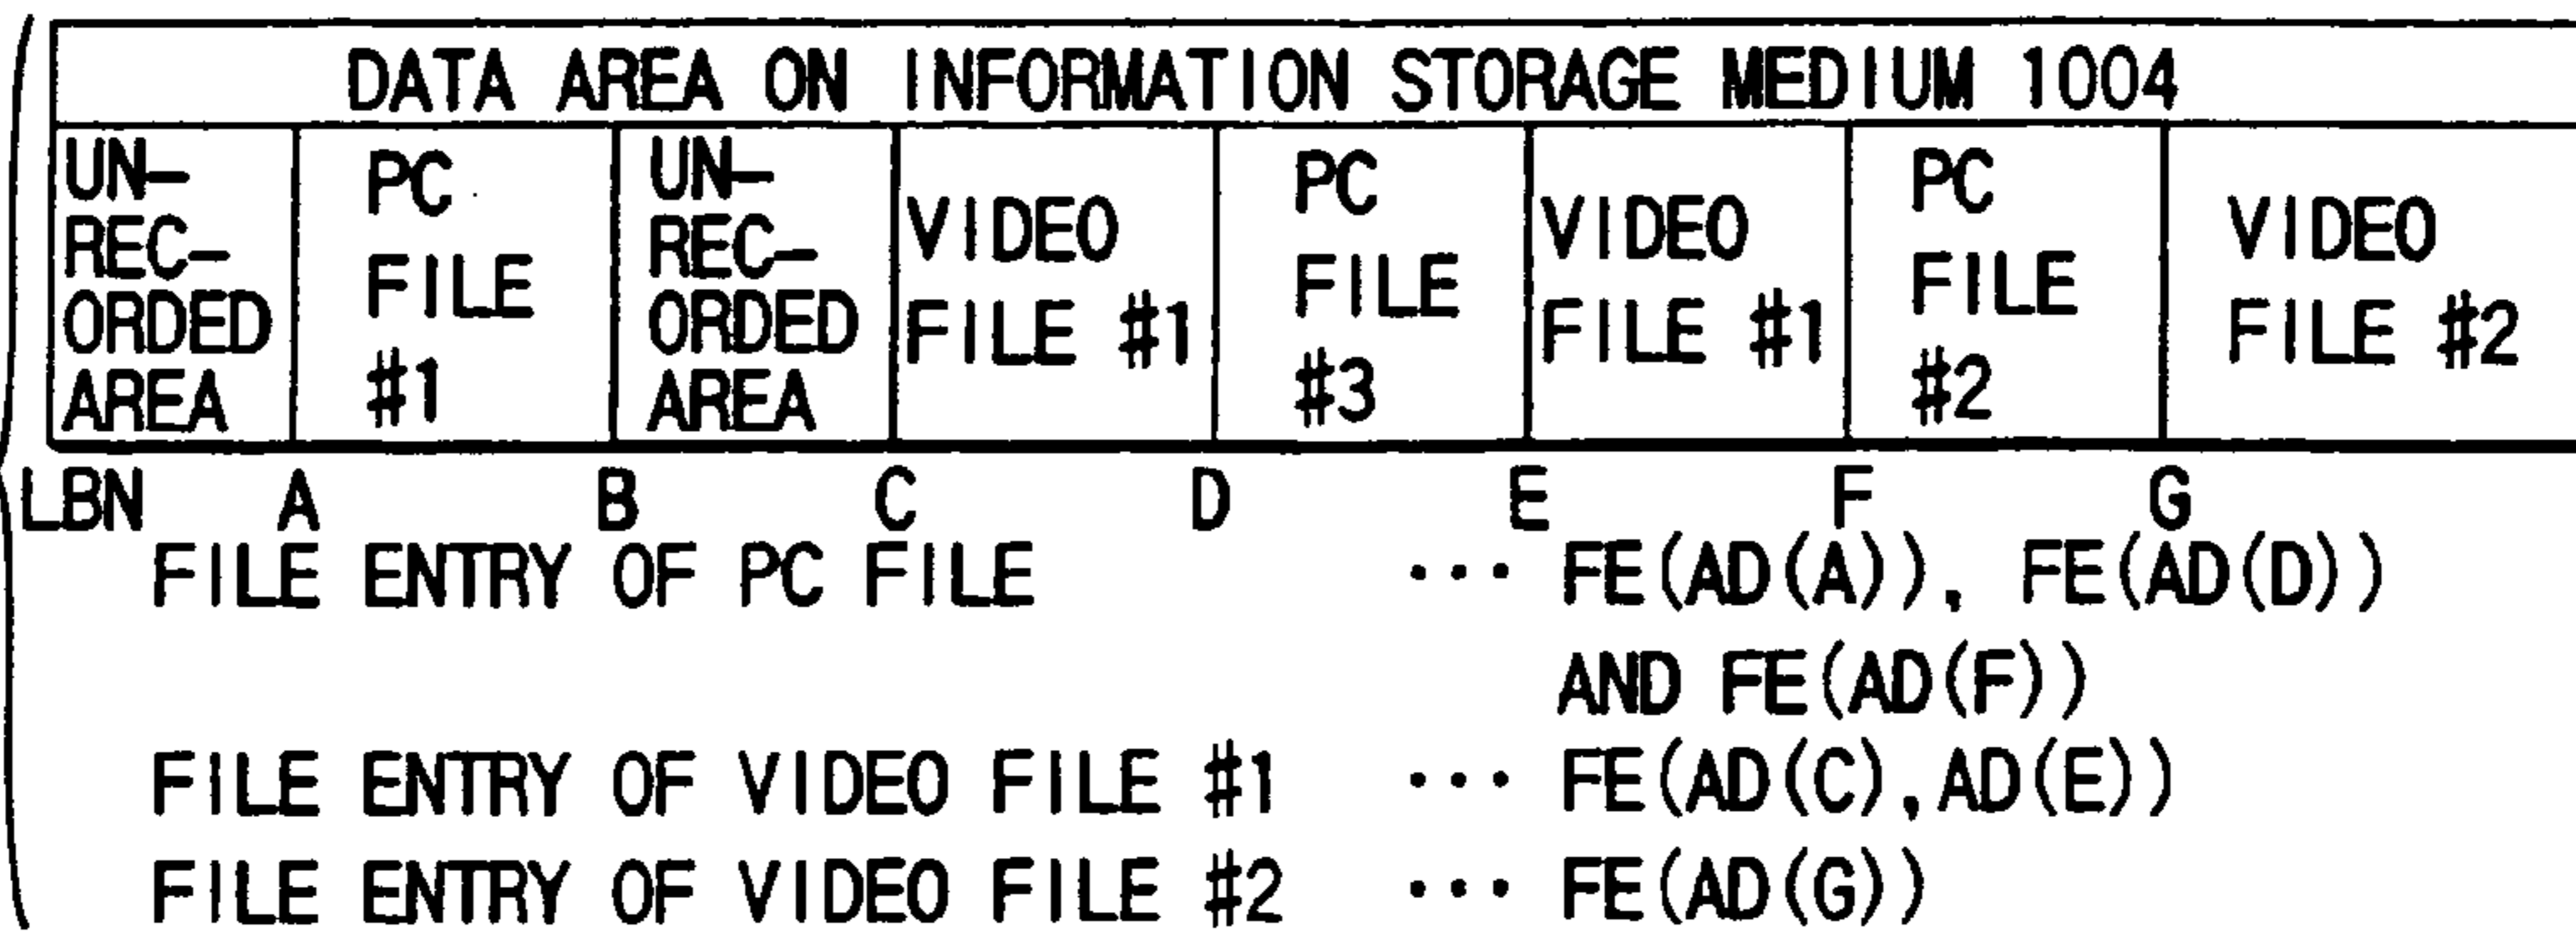 DATA AREA ON INFORMATION STORAGE MEDIUM 1004
UN-
REC-
ORDED
AREA
PC
FILE
#1
UN-
REC-
ORDED
AREA
VIDEO
FILE #1
PC
FILE
#3
VIDEO
FILE #1
PC
FILE
#2
VIDEO
FILE #2
LBN A B C D E F G
FILE ENTRY OF PC FILE ... FE(AD(A)), FE(AD(D))
AND FE(AD(F))
FILE ENTRY OF VIDEO FILE #1 ... FE(AD(C),AD(E))
FILE ENTRY OF VIDEO FILE #2 ... FE(AD(G))